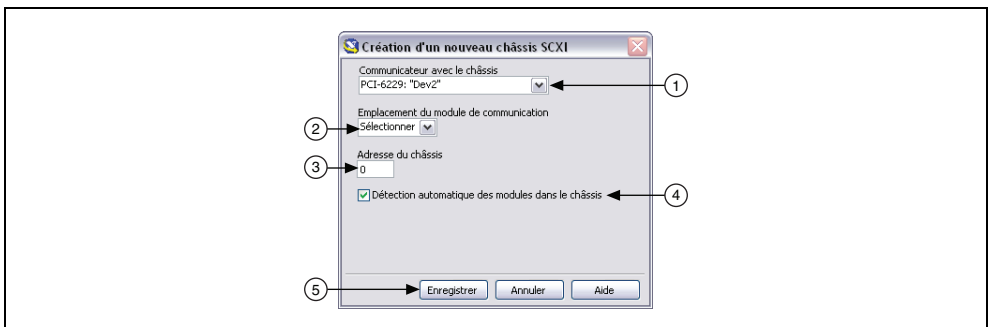 Création d'un nouveau châssis SCXI
Communicateur avec le châssis
PCI-6229: "Dev2"
1
Emplacement du module de communication
2
Sélectionner
Adresse du châssis
3
0
Détection automatique des modules dans le châssis
4
5
Enregistrer
Annuler
Aide